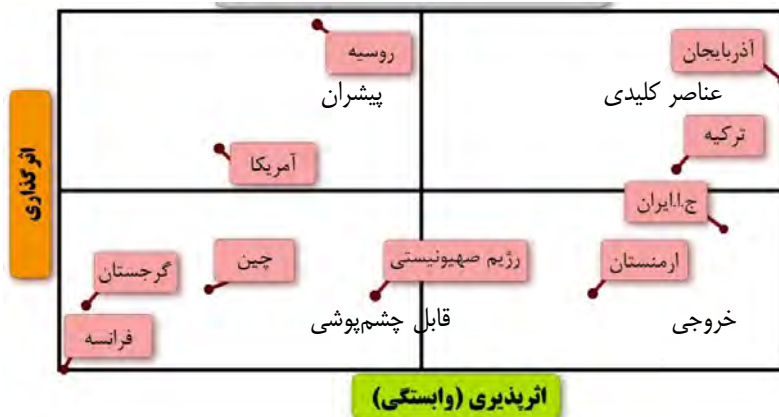 روسیه
آذربایجان
پیشران
عناصر کلیدی
ترکیه
آمریکا
اثرگذاری
ج.ا.ایران
رژیم صهیونیستی
ارمنستان
چین
گرجستان
قابل چشم‌پوشی
خروجی
فرانسه
اثرپذیری (وابستگی)